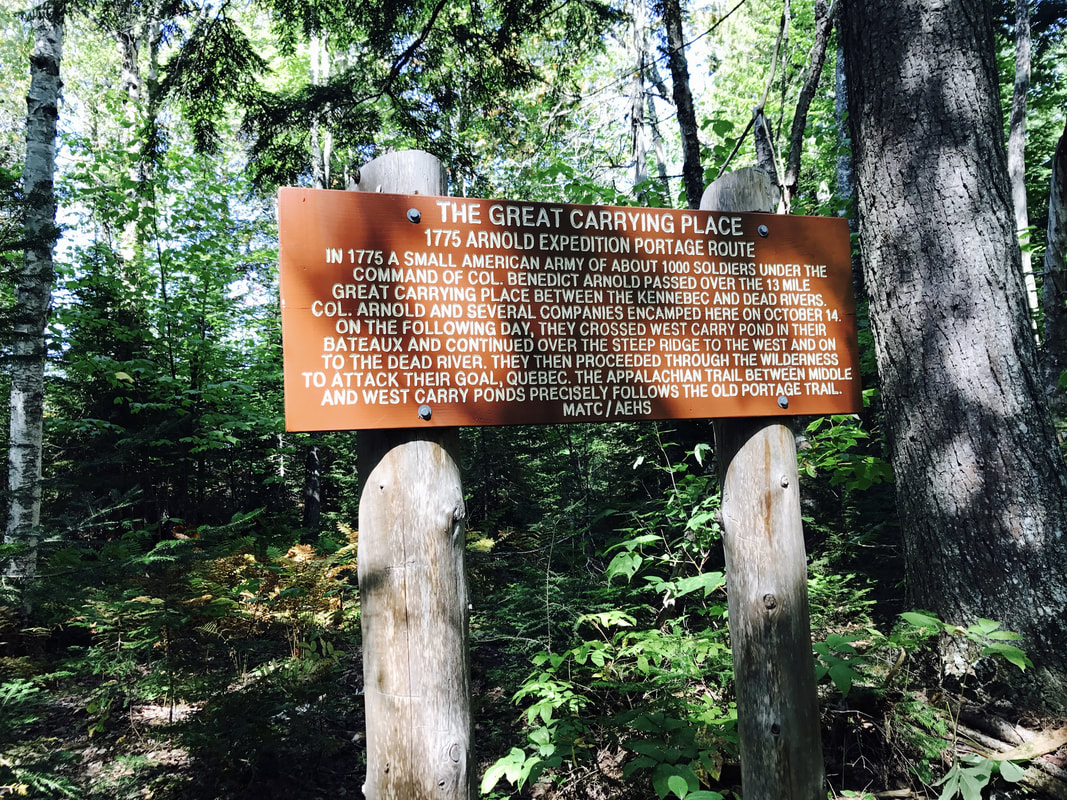 THE GREAT CARRYING PLACE
1775 ARNOLD EXPEDITION PORTAGE ROUTE
IN 1775 A SMALL AMERICAN ARMY OF ABOUT 1000 SOLDIERS UNDER THE
COMMAND OF COL. BENEDICT ARNOLD PASSED OVER THE 13 MILE
GREAT CARRYING PLACE BETWEEN THE KENNEBEC AND DEAD RIVERS.
COL. ARNOLD AND SEVERAL COMPANIES ENCAMPED HERE ON OCTOBER 14.
ON THE FOLLOWING DAY, THEY CROSSED WEST CARRY POND IN THEIR
BATEAUX AND CONTINUED OVER THE STEEP RIDGE TO THE WEST AND ON
TO THE DEAD RIVER. THEY THEN PROCEEDED THROUGH THE WILDERNESS
TO ATTACK THEIR GOAL, QUEBEC. THE APPALACHIAN TRAIL BETWEEN MIDDLE
AND WEST CARRY PONDS PRECISELY FOLLOWS THE OLD PORTAGE TRAIL.
MATC/AEHS